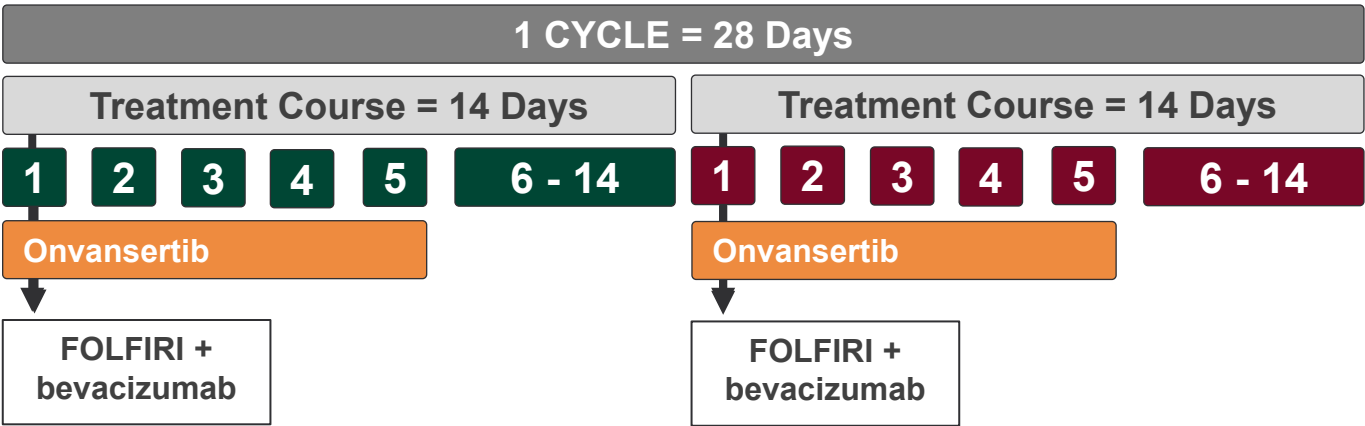 1 CYCLE = 28 Days
Treatment Course = 14 Days
Treatment Course = 14 Days
1 2 3 4 5 6 - 14
1 2 3 4 5 6 - 14
Onvansertib
Onvansertib
FOLFIRI +
bevacizumab
FOLFIRI +
bevacizumab